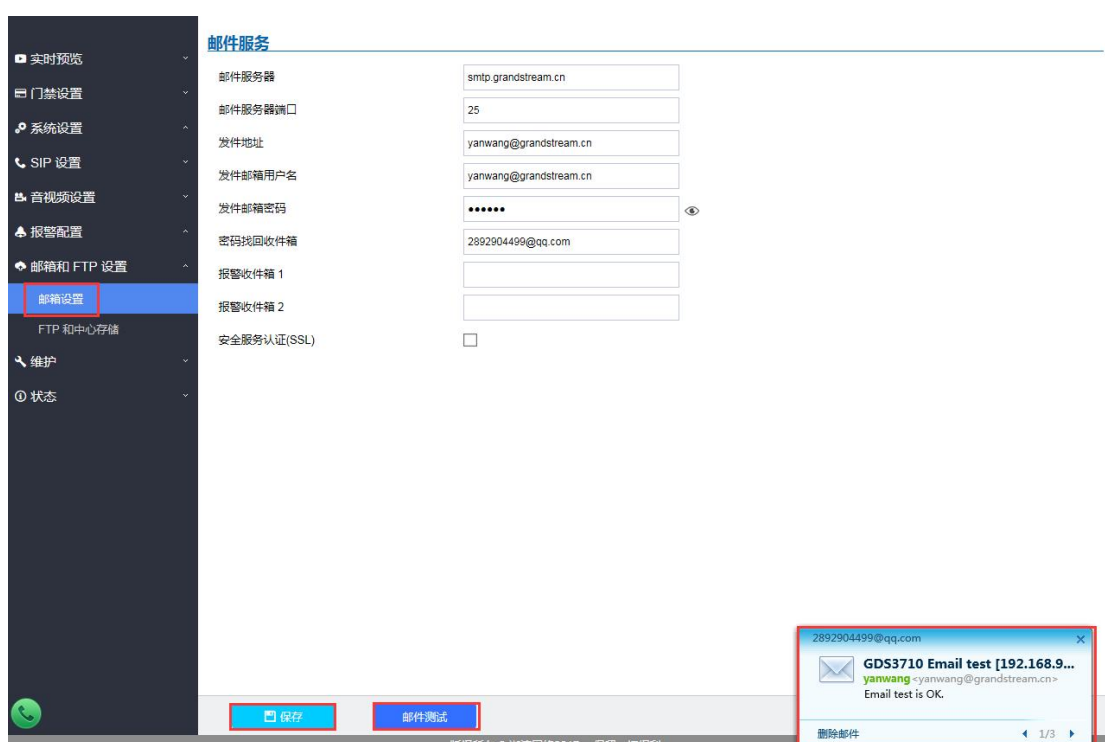 实时预览
门禁设置
系统设置
SIP 设置
音视频设置
报警配置
邮箱和 FTP 设置
邮箱设置
FTP 和中心存储
维护
状态
邮件服务
邮件服务器 smtp.grandstream.cn
邮件服务器端口 25
发件地址 yanwang@grandstream.cn
发件邮箱用户名 yanwang@grandstream.cn
发件邮箱密码 ••••••
密码找回收件箱 2892904499@qq.com
报警收件箱 1
报警收件箱 2
安全服务认证(SSL)
保存
邮件测试
2892904499@qq.com
GDS3710 Email test [192.168.9...
yanwang <yanwang@grandstream.cn>
Email test is OK.
删除邮件 1/3